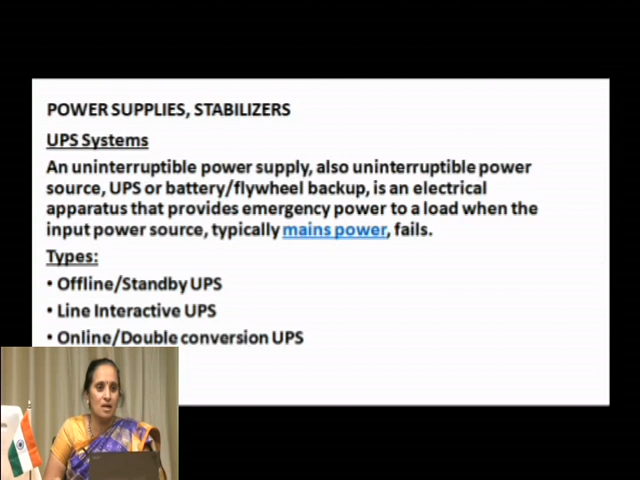 POWER SUPPLIES, STABILIZERS
UPS Systems
An uninterruptible power supply, also uninterruptible power
source, UPS or battery/flywheel backup, is an electrical
apparatus that provides emergency power to a load when the
input power source, typically mains power, fails.
Types:
• Offline/Standby UPS
• Line Interactive UPS
• Online/Double conversion UPS